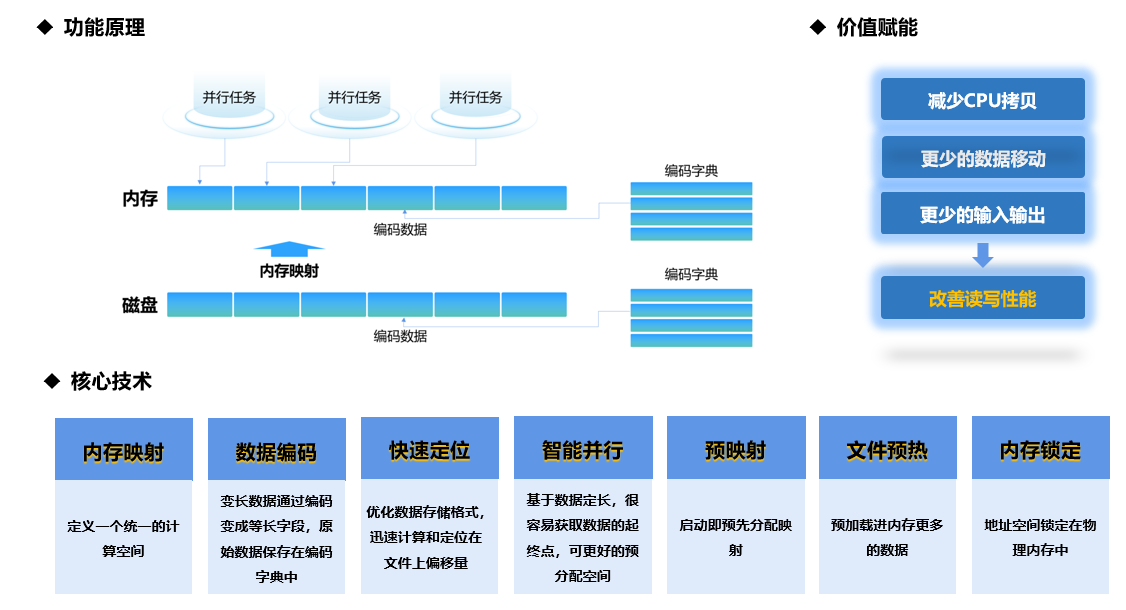 ◆ 功能原理
◆ 价值赋能
并行任务
并行任务
并行任务
减少CPU拷贝
更少的数据移动
更少的输入输出
改善读写性能
编码字典
内存
编码数据
内存映射
编码字典
磁盘
编码数据
◆ 核心技术
内存映射
定义一个统一的计
算空间
数据编码
变长数据通过编码
变成等长字段，原
始数据保存在编码
字典中
快速定位
优化数据存储格式，
迅速计算和定位在
文件上偏移量
智能并行
基于数据定长，很
容易获取数据的起
终点，可更好的预
分配空间
预映射
启动即预先分配映
射
文件预热
预加载进内存更多
的数据
内存锁定
地址空间锁定在物
理内存中